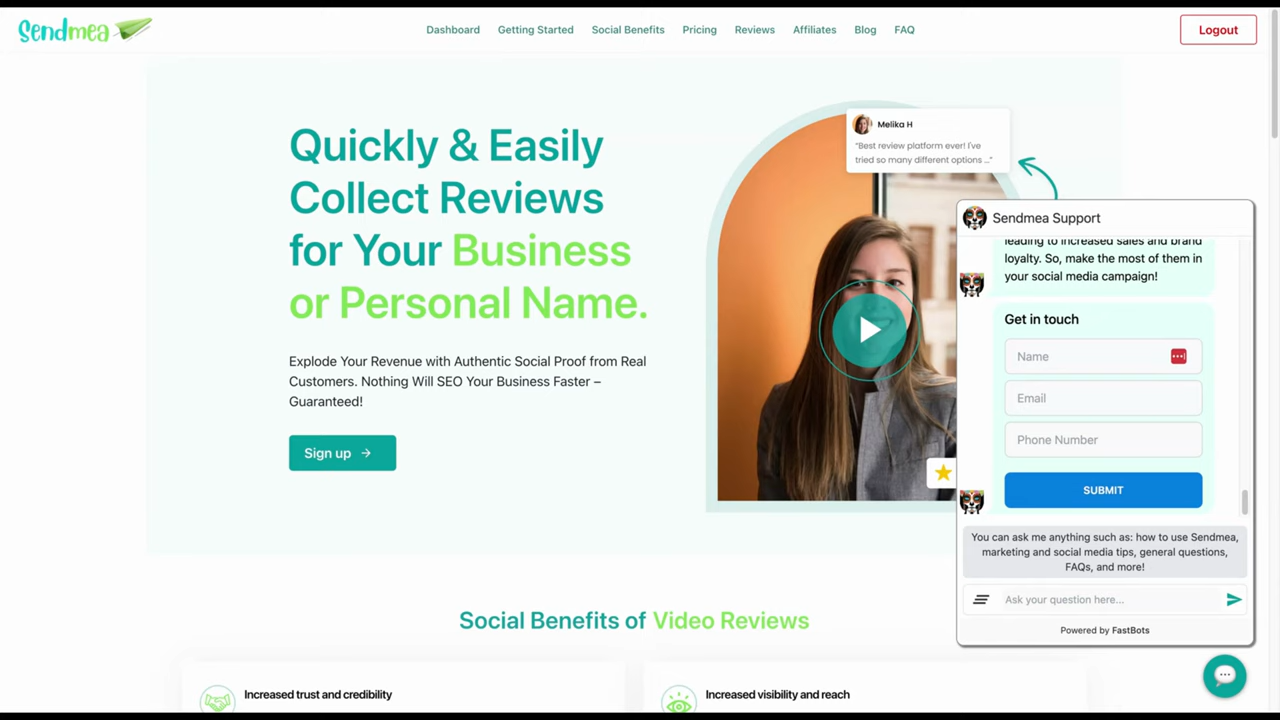 Sendmea
Dashboard
Getting Started
Social Benefits
Pricing
Reviews
Affiliates
Blog
FAQ
Logout
Quickly & Easily
Collect Reviews
for Your Business
or Personal Name.
Explode Your Revenue with Authentic Social Proof from Real
Customers. Nothing Will SEO Your Business Faster –
Guaranteed!
Sign up
Melika H
"Best review platform ever! I've
tried so many different options ..."
Sendmea Support
leading to increased sales and brand
loyalty. So, make the most of them in
your social media campaign!
Get in touch
Name
Email
Phone Number
SUBMIT
You can ask me anything such as: how to use Sendmea,
marketing and social media tips, general questions,
FAQs, and more!
Ask your question here...
Powered by FastBots
Social Benefits of Video Reviews
Increased trust and credibility
Increased visibility and reach